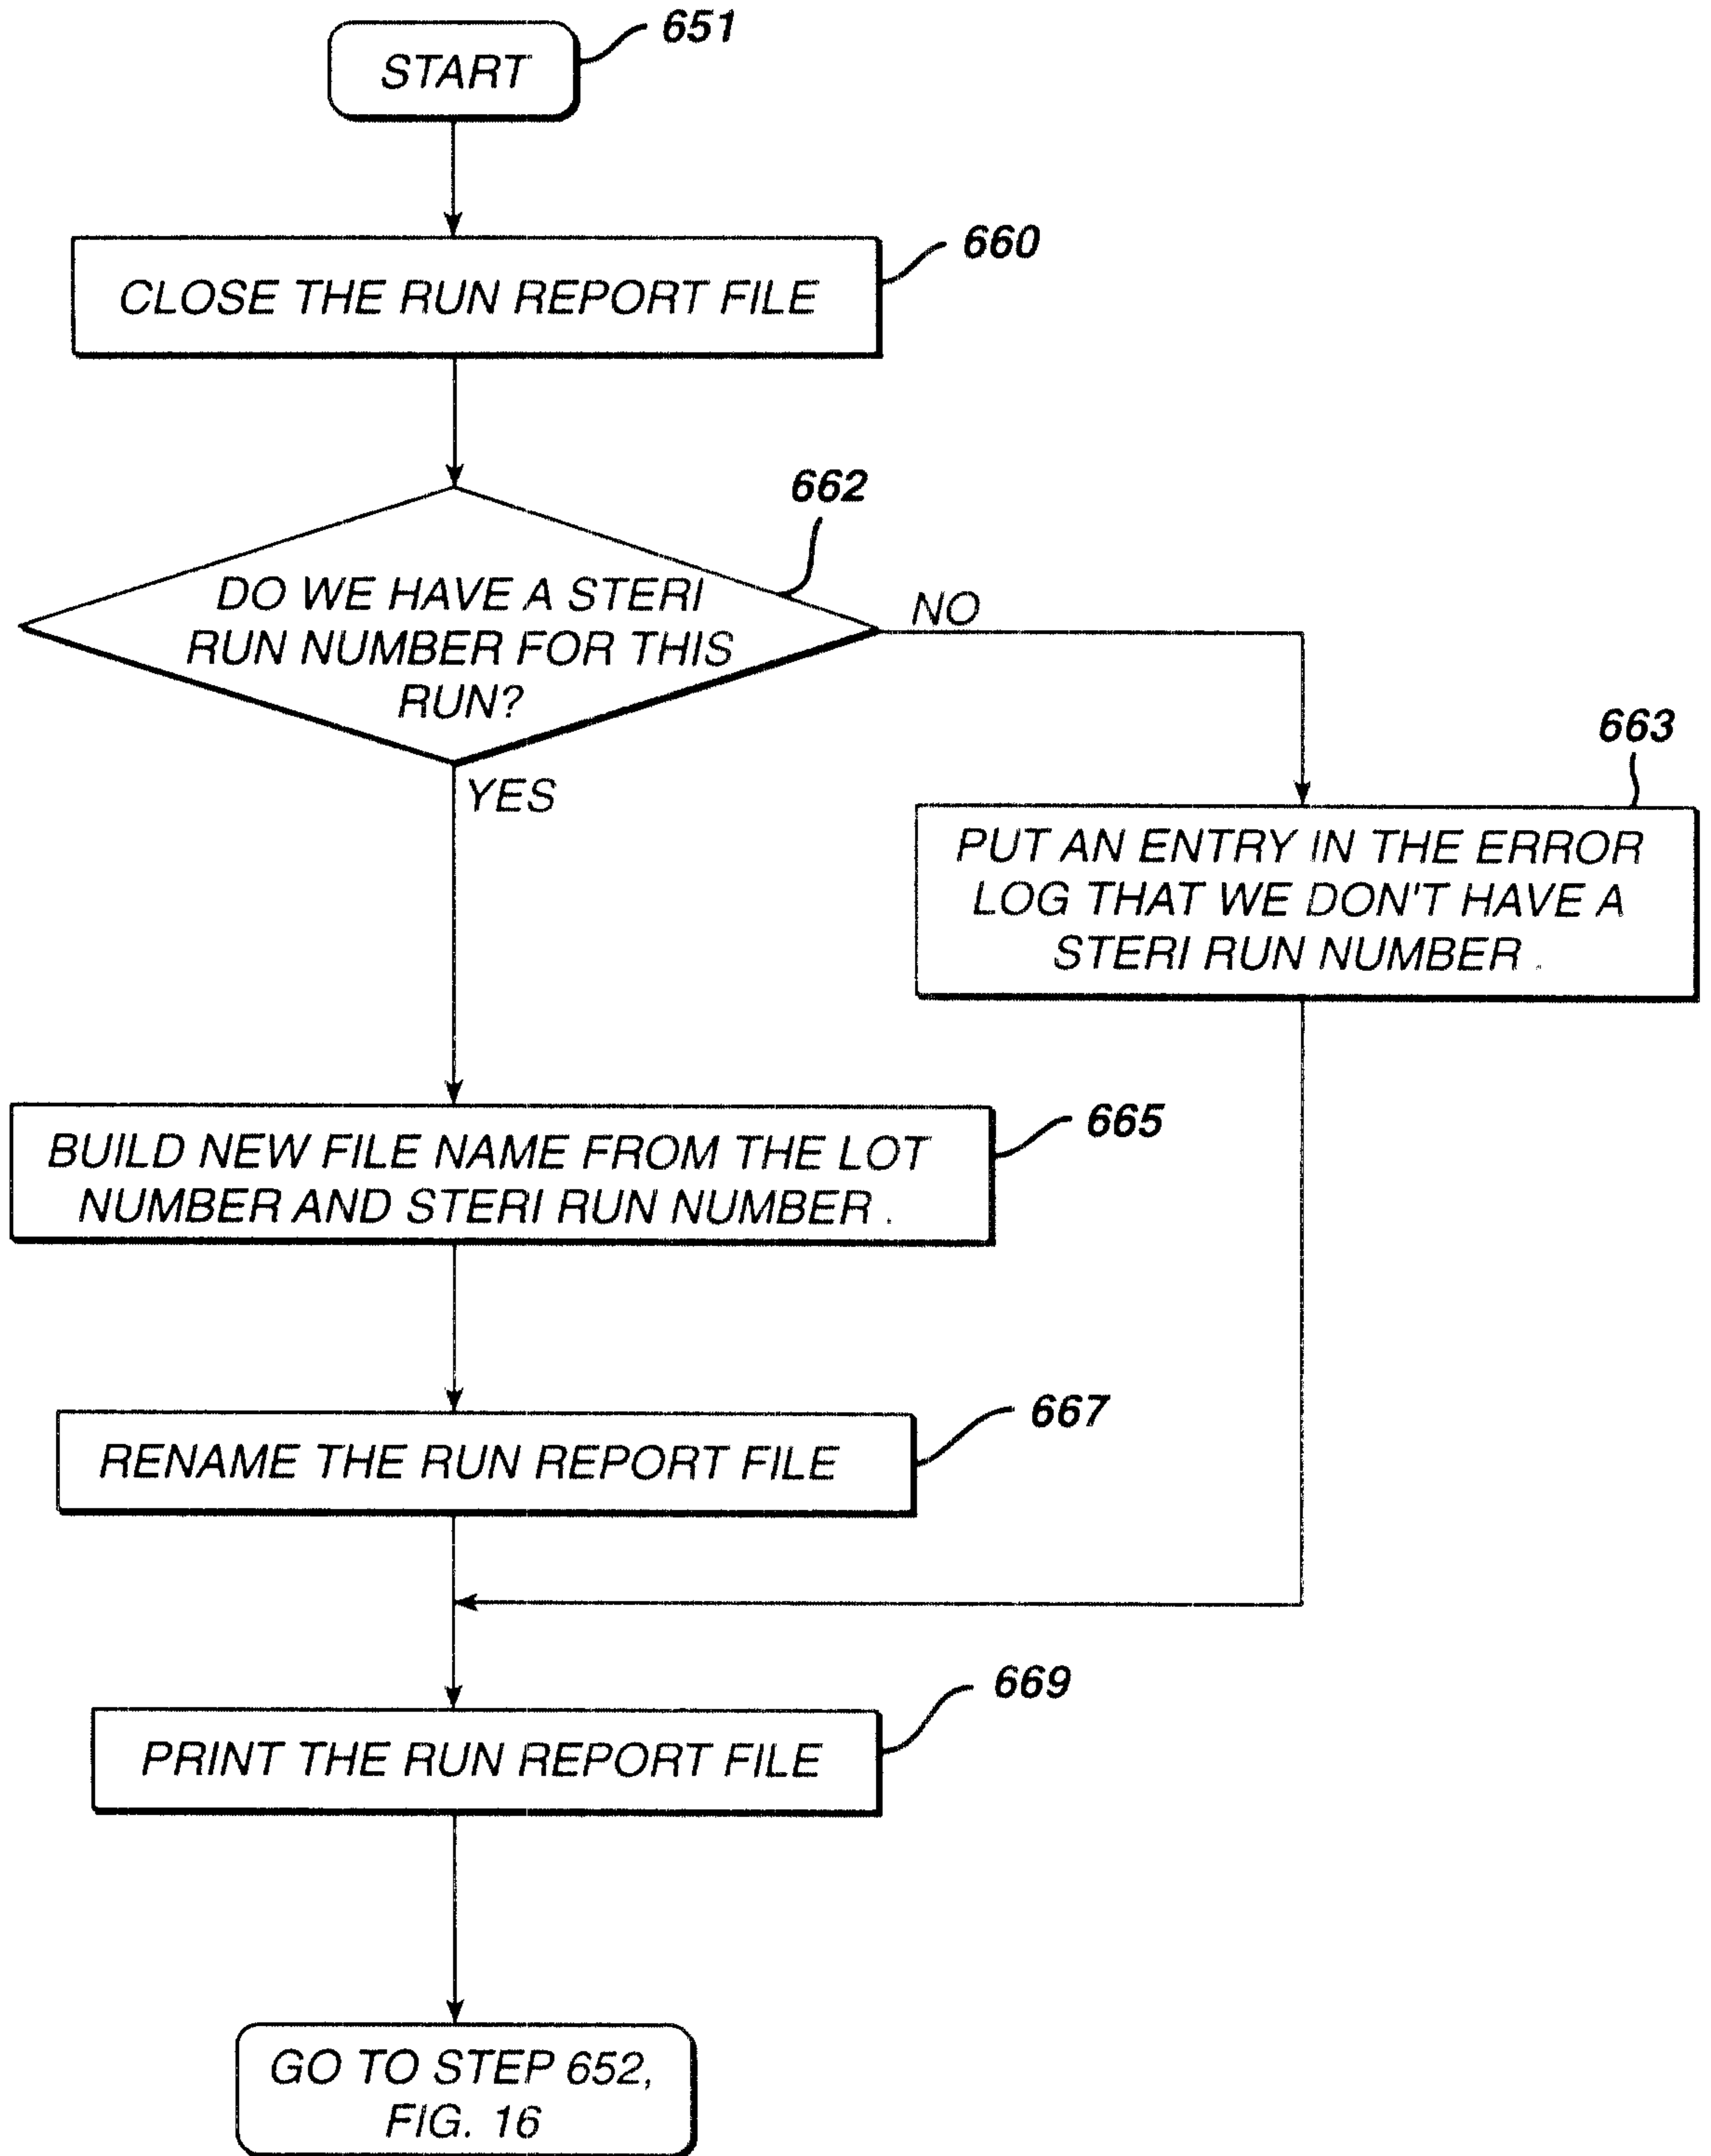 651
START
660
CLOSE THE RUN REPORT FILE
662
DO WE HAVE A STERI
RUN NUMBER FOR THIS
RUN?
NO
YES
663
PUT AN ENTRY IN THE ERROR
LOG THAT WE DON'T HAVE A
STERI RUN NUMBER .
665
BUILD NEW FILE NAME FROM THE LOT
NUMBER AND STERI RUN NUMBER .
667
RENAME THE RUN REPORT FILE
669
PRINT THE RUN REPORT FILE
GO TO STEP 652,
FIG. 16